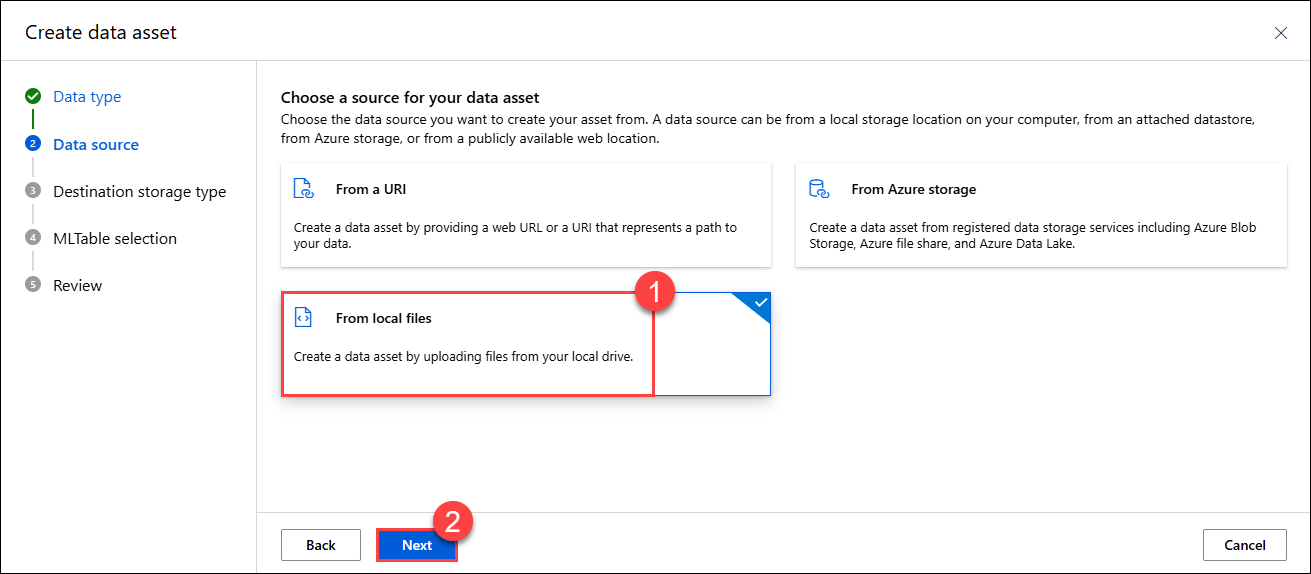 Create data asset
Data type
2 Data source
3 Destination storage type
4 MLTable selection
5 Review
Choose a source for your data asset
Choose the data source you want to create your asset from. A data source can be from a local storage location on your computer, from an attached datastore,
from Azure storage, or from a publicly available web location.
From a URI
Create a data asset by providing a web URL or a URI that represents a path to
your data.
From Azure storage
Create a data asset from registered data storage services including Azure Blob
Storage, Azure file share, and Azure Data Lake.
1
From local files
Create a data asset by uploading files from your local drive.
2
Back
Next
Cancel